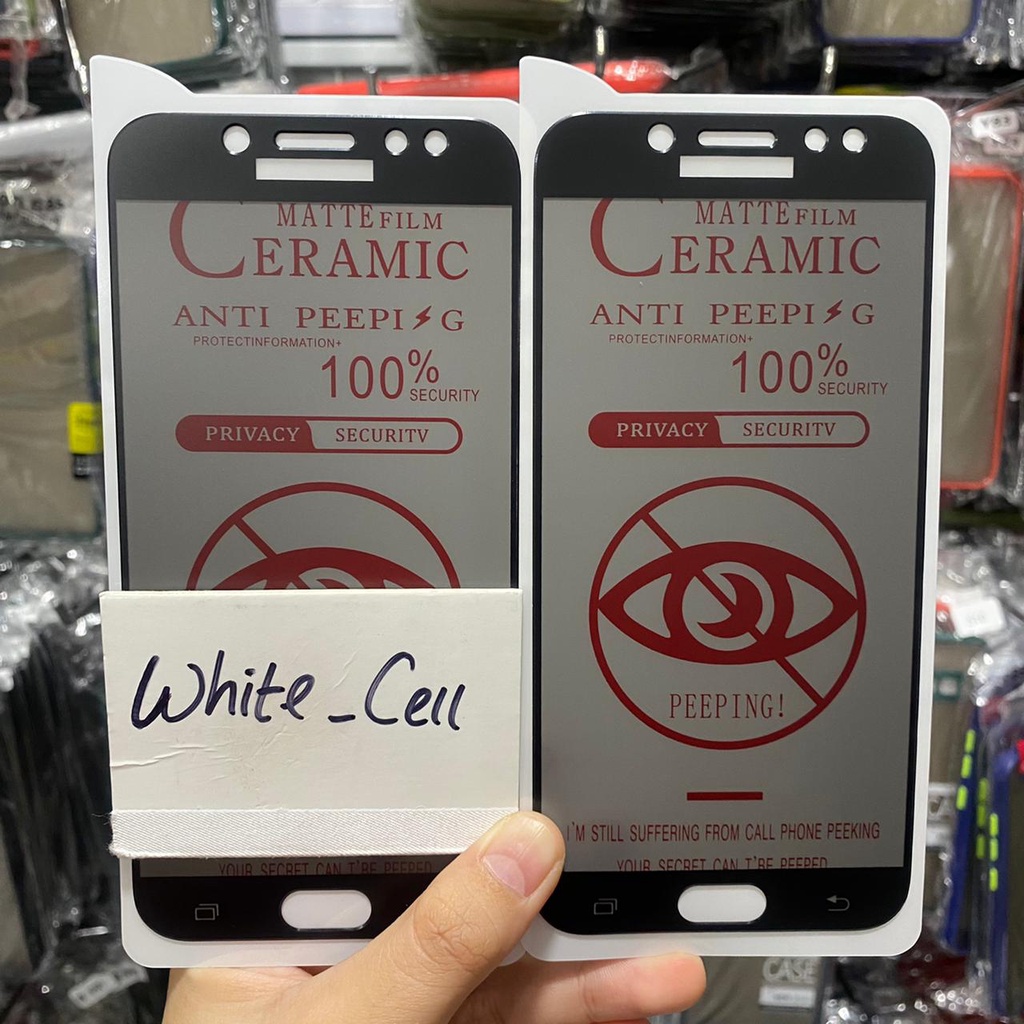 MATTE FILM
CERAMIC
ANTI PEEPI⚡G
PROTECTINFORMATION+
100%
SECURITY
PRIVACY SECURITV
White_Cell
YOUR SECRET CAN T'BE PEEPED
MATTE FILM
CERAMIC
ANTI PEEPI⚡G
PROTECTINFORMATION+
100%
SECURITY
PRIVACY SECURITV
PEEPING!
I'M STILL SUFFERING FROM CALL PHONE PEEKING
YOUR SECRET CAN T'BE PEEPED
CASE